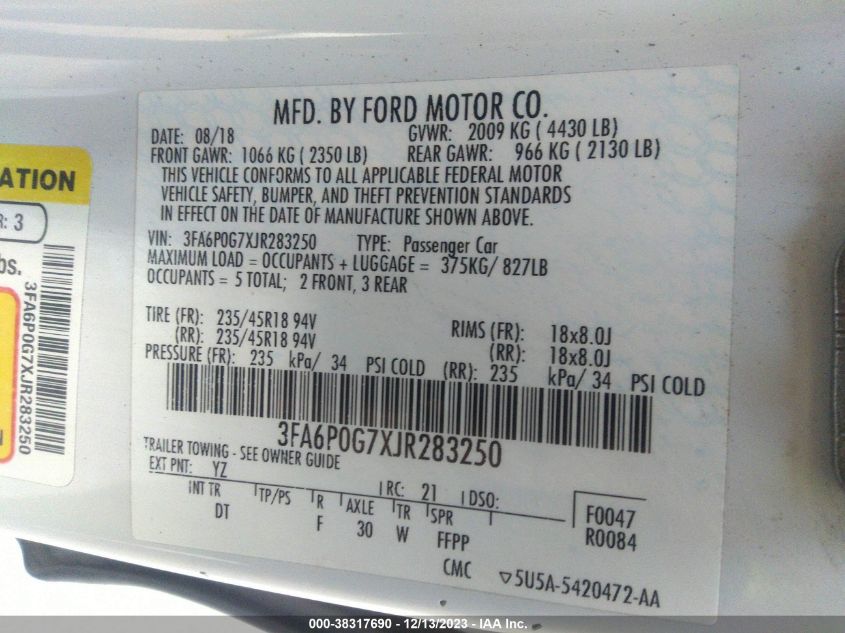 MFD. BY FORD MOTOR CO.
DATE: 08/18 GVWR: 2009 KG ( 4430 LB)
FRONT GAWR: 1066 KG ( 2350 LB) REAR GAWR: 966 KG ( 2130 LB)
THIS VEHICLE CONFORMS TO ALL APPLICABLE FEDERAL MOTOR
VEHICLE SAFETY, BUMPER, AND THEFT PREVENTION STANDARDS
IN EFFECT ON THE DATE OF MANUFACTURE SHOWN ABOVE.
VIN: 3FA6P0G7XJR283250 TYPE: Passenger Car
MAXIMUM LOAD = OCCUPANTS + LUGGAGE = 375KG/ 827LB
OCCUPANTS = 5 TOTAL; 2 FRONT, 3 REAR
TIRE (FR): 235/45R18 94V RIMS (FR): 18x8.0J
(RR): 235/45R18 94V (RR): 18x8.0J
PRESSURE (FR): 235 kPa/ 34 PSI COLD (RR): 235 kPa/ 34 PSI COLD
3FA6P0G7XJR283250
TRAILER TOWING - SEE OWNER GUIDE
EXT PNT: YZ RC: 21 DSO:
INT TR TP/PS R AXLE TR SPR F0047
DT F 30 W FFPP R0084
CMC 5U5A-5420472-AA
ATION
R: 3
bs.
3FA6P0G7XJR283250
N
000-38317690 - 12/13/2023 - IAAI Inc.